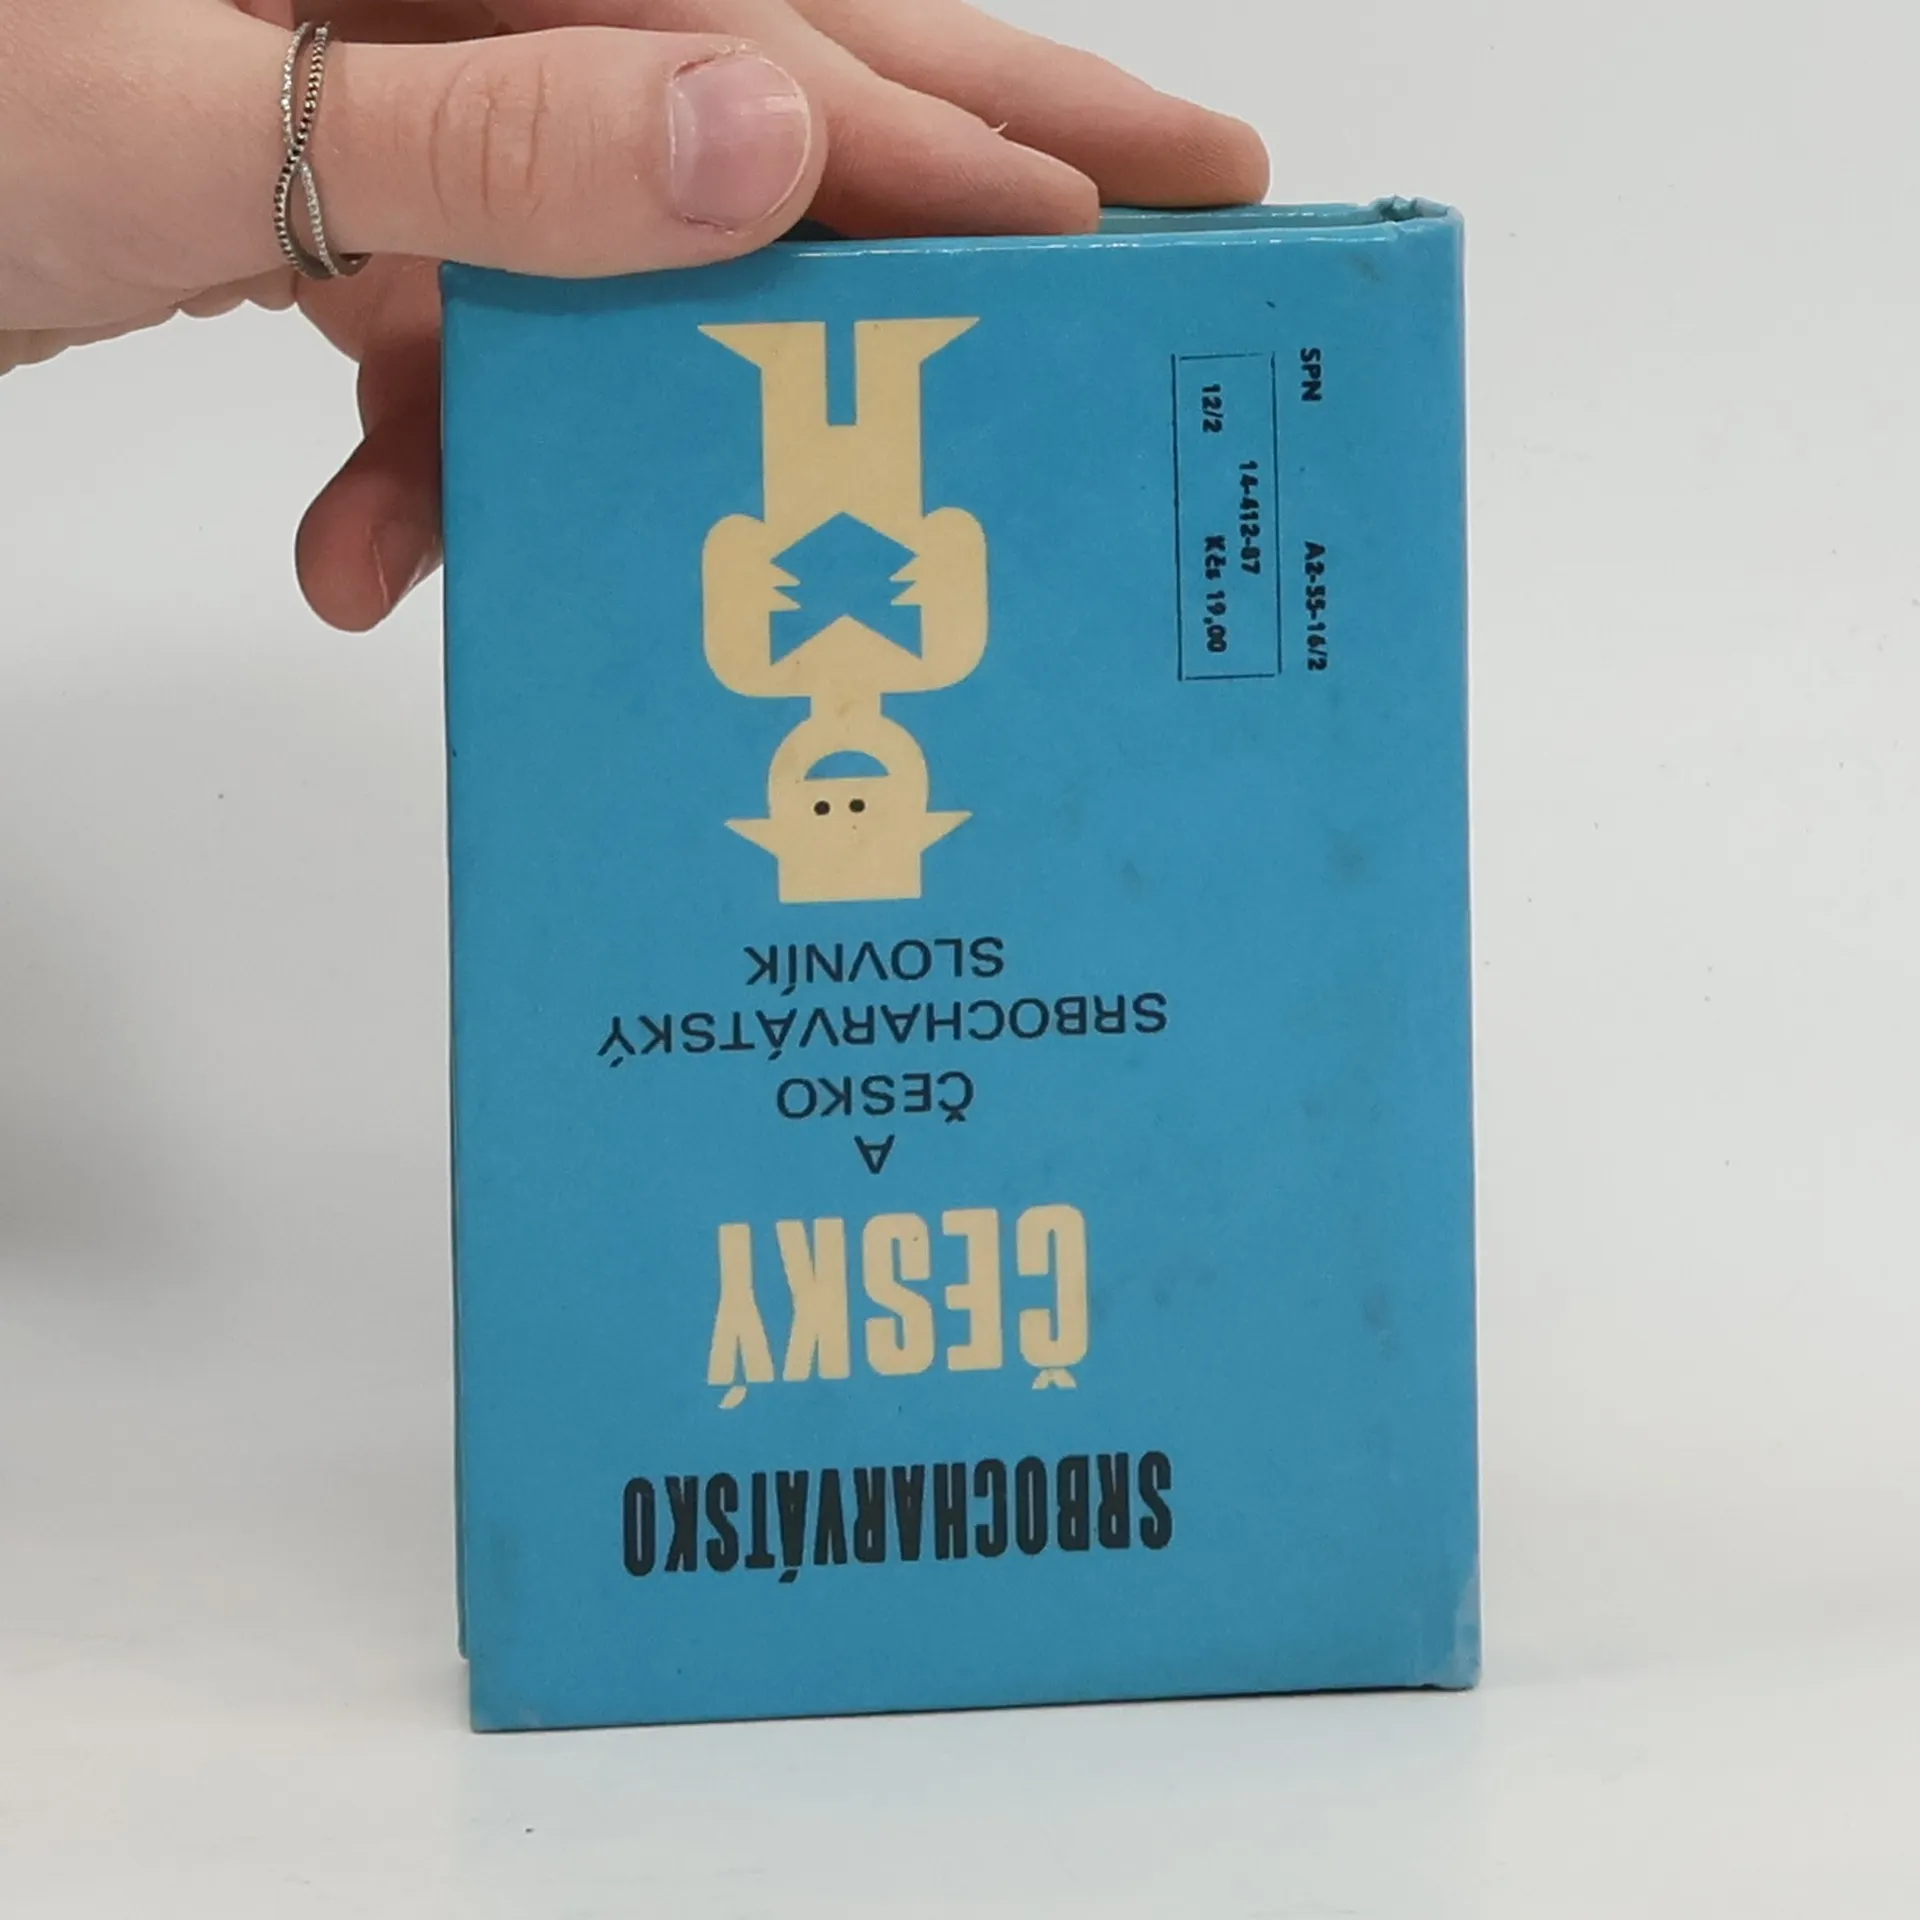 SRBOCHARVÁTSKO
ČESKÝ
A
ČESKO
SRBOCHARVÁTSKÝ
SLOVNÍK
SPN A2-55-16/2
14-412-87
12/2 Kčs 19,00